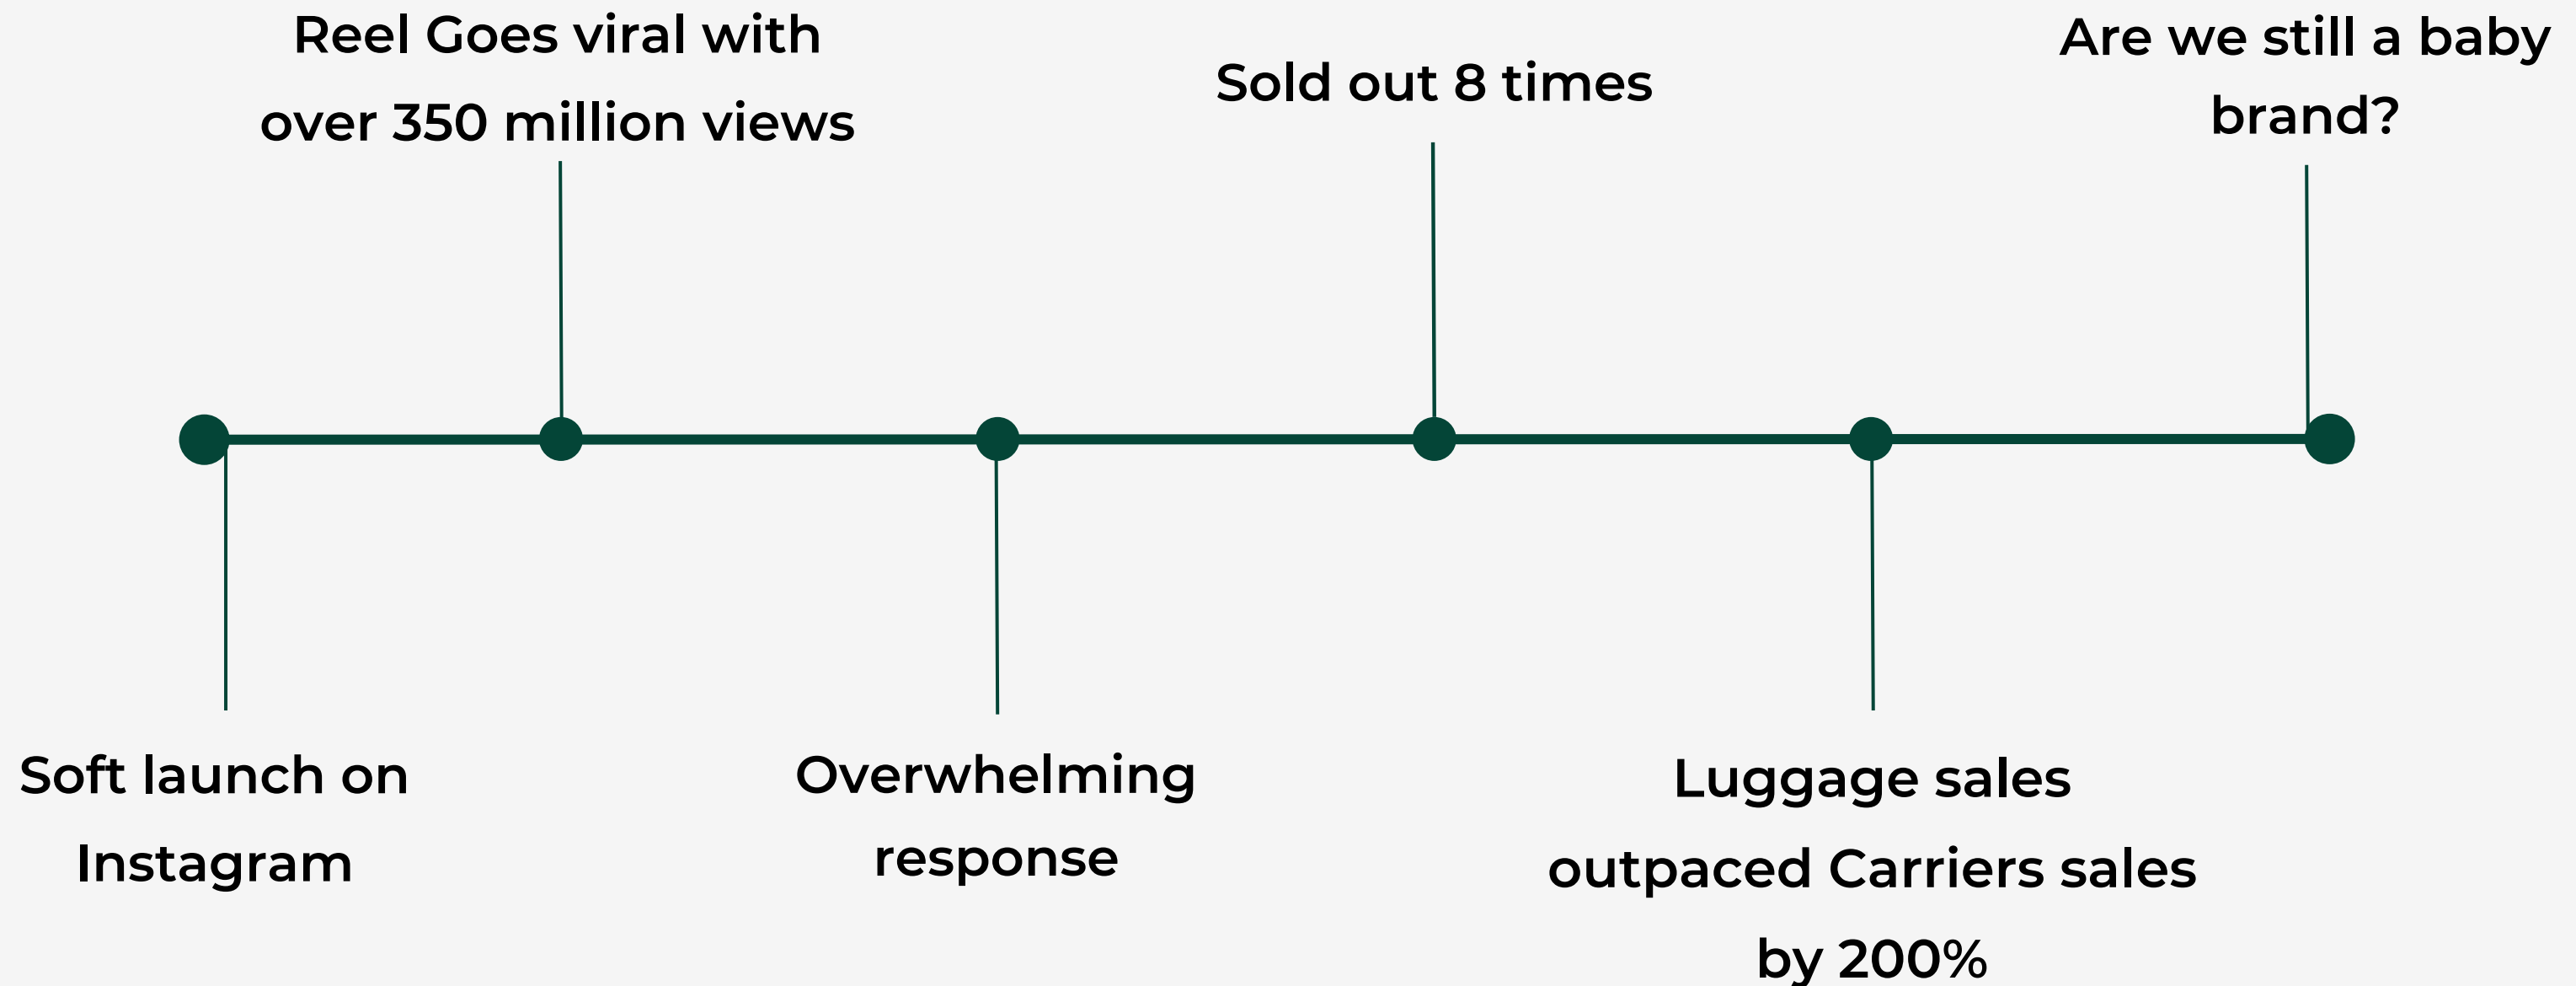 Reel Goes viral with
over 350 million views
Sold out 8 times
Are we still a baby
brand?
Soft launch on
Instagram
Overwhelming
response
Luggage sales
outpaced Carriers sales
by 200%